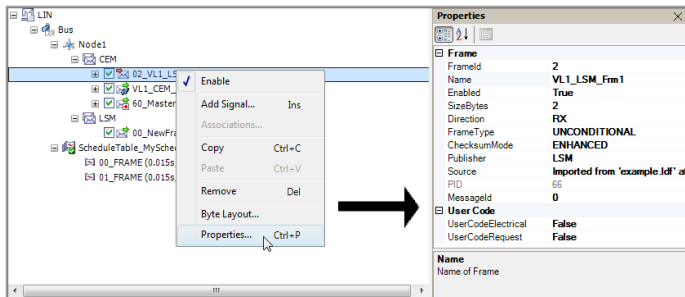 LIN
Bus
Node1
CEM
02_VL1_LS
VL1_CEM_
60_Master
LSM
00_NewFra
ScheduleTable_MySche
00_FRAME (0.015s,
01_FRAME (0.015s,
Enable
Add Signal... Ins
Associations...
Copy Ctrl+C
Paste Ctrl+V
Remove Del
Byte Layout...
Properties... Ctrl+P
Properties
Frame
FrameId 2
Name VL1_LSM_Frm1
Enabled True
SizeBytes 2
Direction RX
FrameType UNCONDITIONAL
ChecksumMode ENHANCED
Publisher LSM
Source Imported from 'example.ldf' at
PID 66
MessageId 0
User Code
UserCodeElectrical False
UserCodeRequest False
Name
Name of Frame